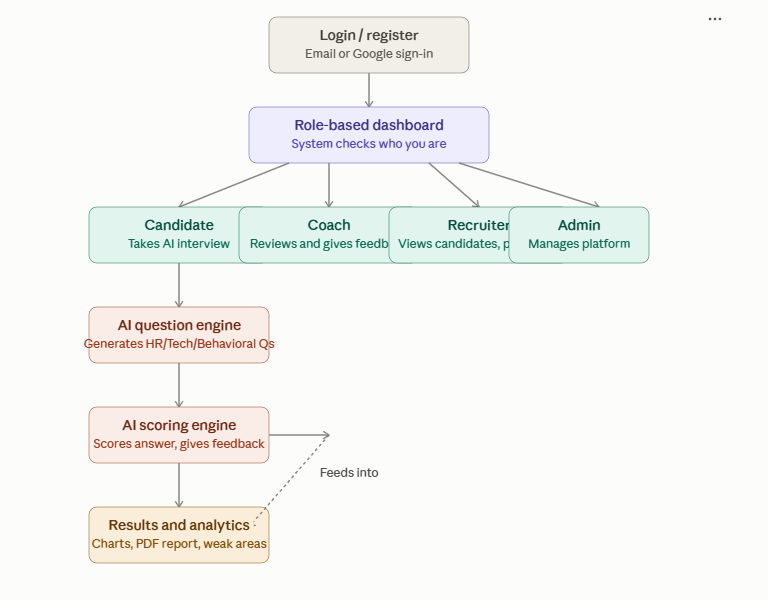 Login / register
Email or Google sign-in
Role-based dashboard
System checks who you are
Candidate
Takes AI interview
Coach
Reviews and gives feedb
Recruiter
Views candidates, p
Admin
Manages platform
AI question engine
Generates HR/Tech/Behavioral Qs
AI scoring engine
Scores answer, gives feedback
Feeds into
Results and analytics
Charts, PDF report, weak areas